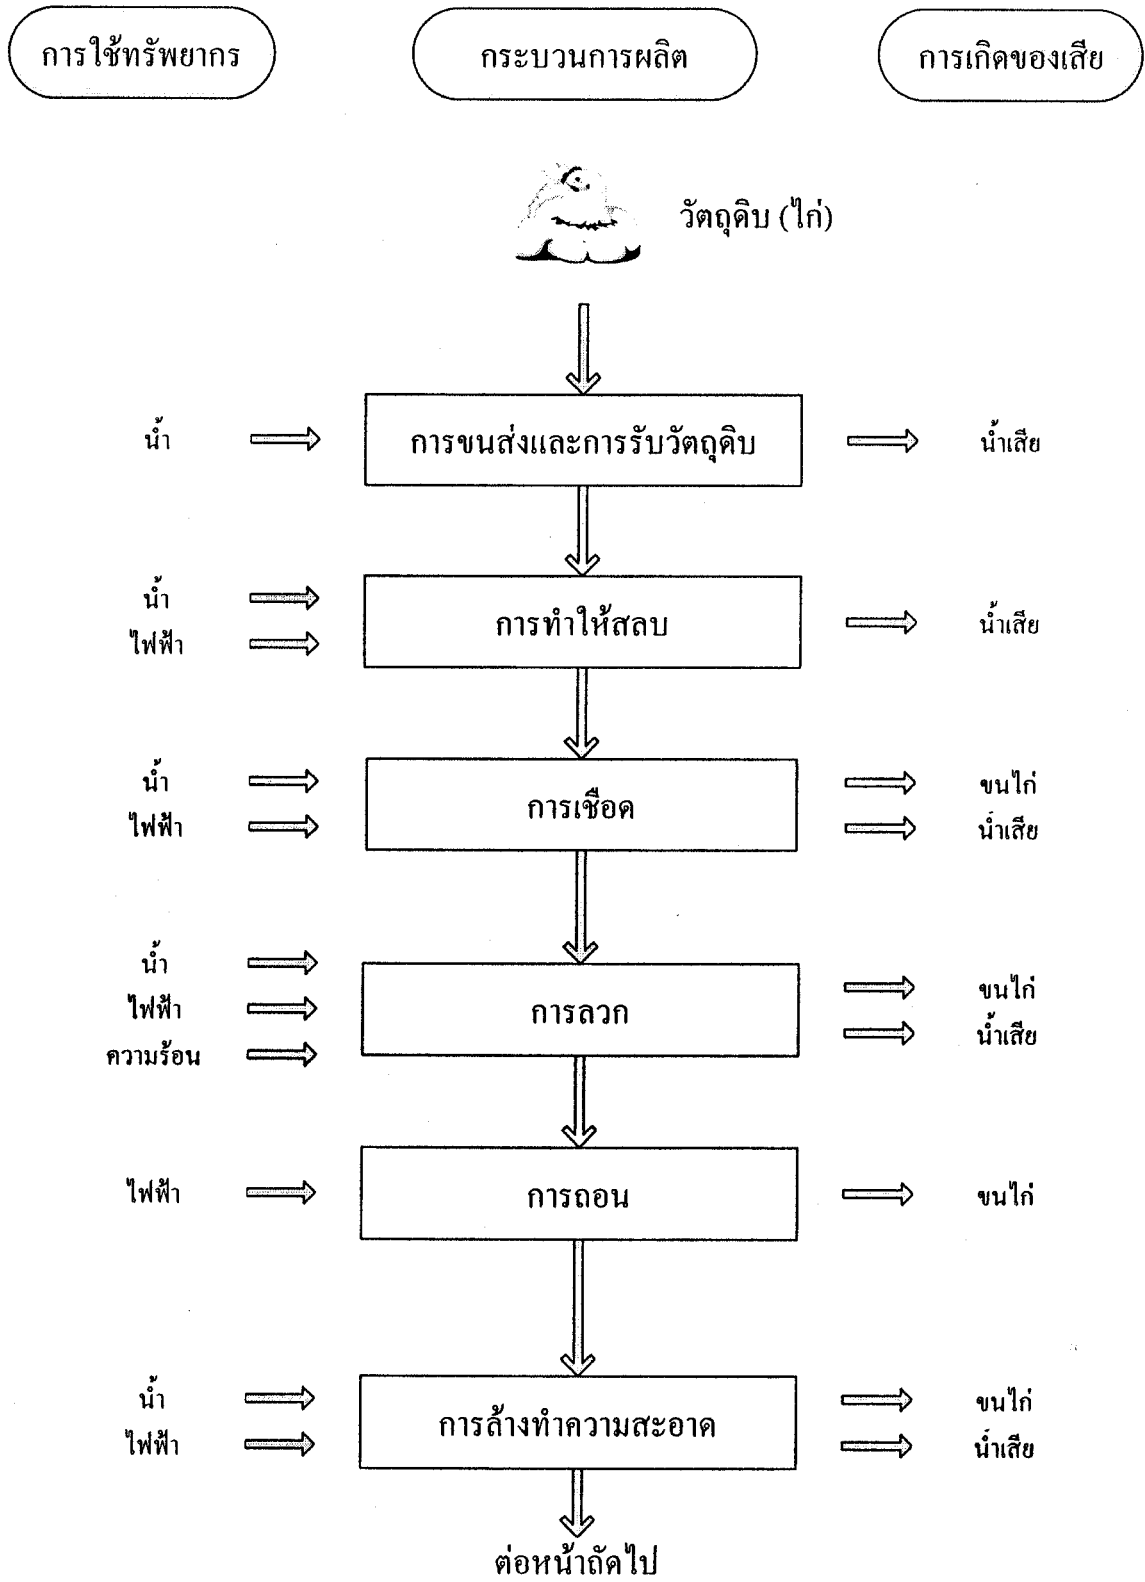 การใช้ทรัพยากร กระบวนการผลิต การเกิดของเสีย
วัตถุดิบ (ไก่)
น้ำ การขนส่งและการรับวัตถุดิบ น้ำเสีย
น้ำ
ไฟฟ้า
การทำให้สลบ
น้ำเสีย
น้ำ
ไฟฟ้า
การเชือด
ขนไก่
น้ำเสีย
น้ำ
ไฟฟ้า
ความร้อน
การลวก
ขนไก่
น้ำเสีย
ไฟฟ้า การถอน ขนไก่
น้ำ
ไฟฟ้า
การล้างทำความสะอาด
ขนไก่
น้ำเสีย
ต่อหน้าถัดไป